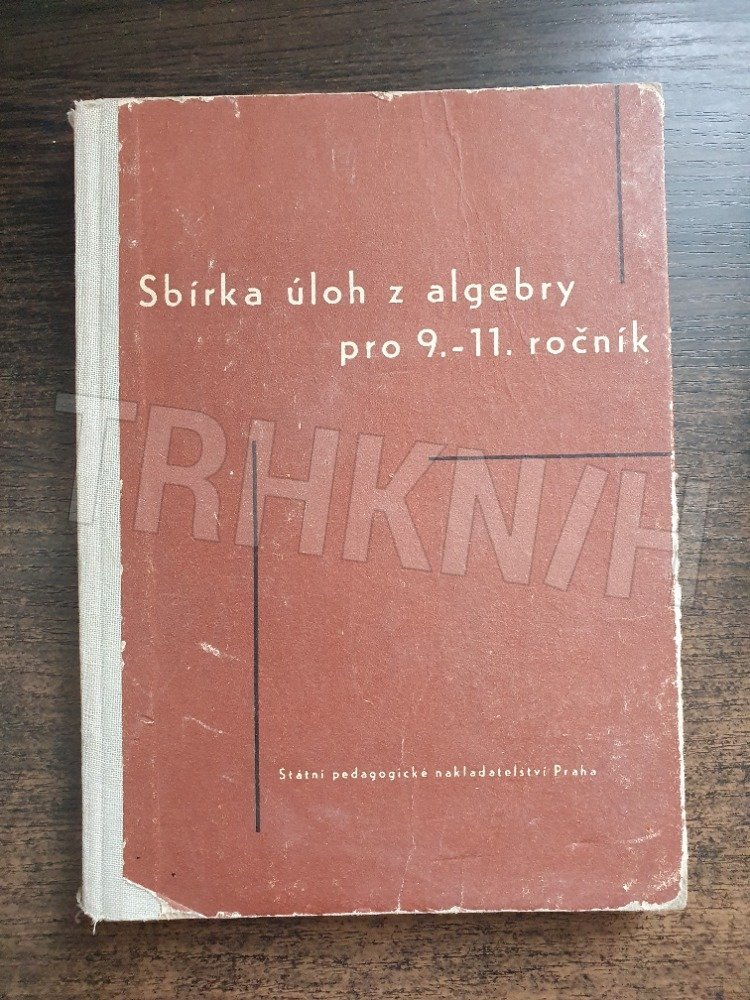 Sbírka úloh z algebry
pro 9.-11. ročník
TRHKNIH
Státní pedagogické nakladatelství Praha